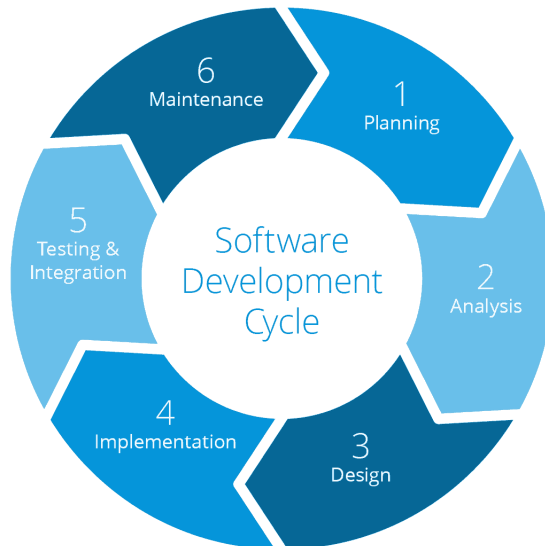 Software
Development
Cycle
1
Planning
2
Analysis
3
Design
4
Implementation
5
Testing &
Integration
6
Maintenance